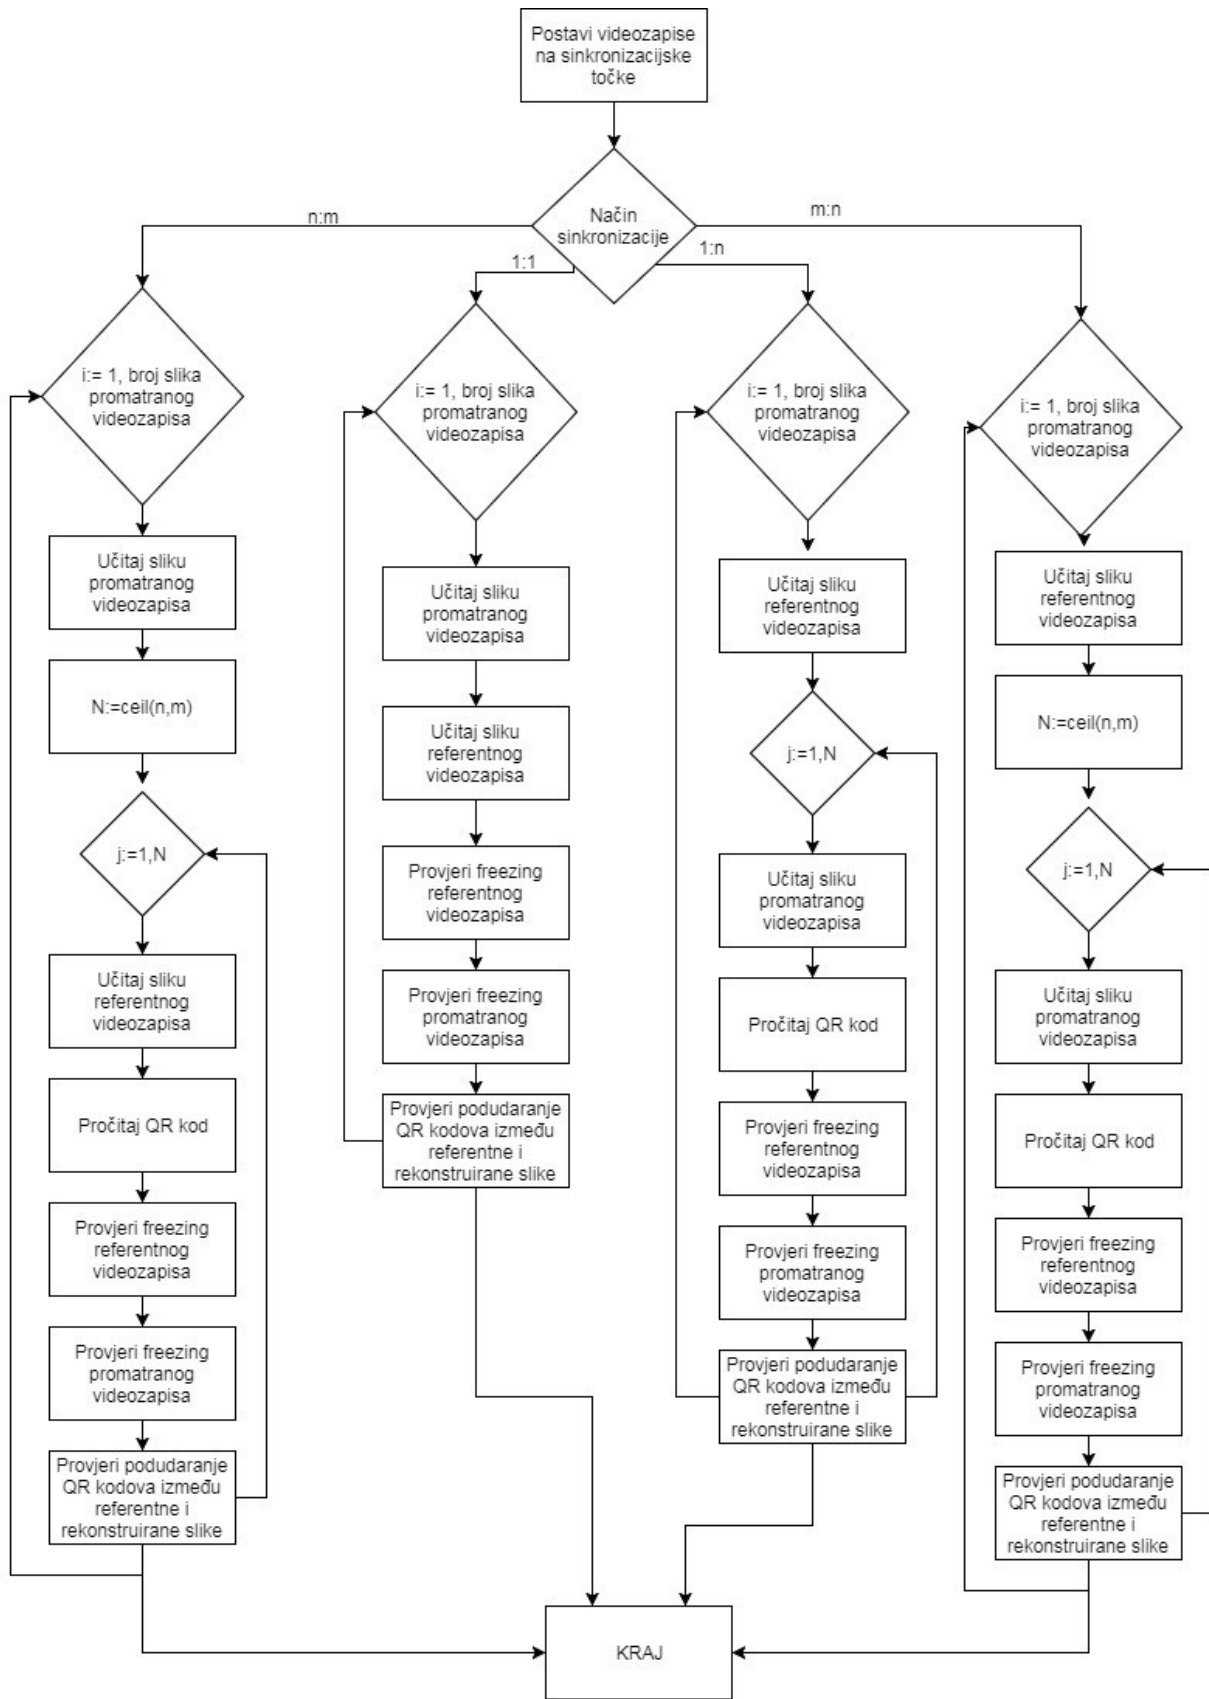 Postavi videozapise
na sinkronizacijske
točke
Način
sinkronizacije
n:m
1:1
1:n
m:n
i:= 1, broj slika
promatranog
videozapisa
Učitaj sliku
promatranog
videozapisa
N:=ceil(n,m)
j:=1,N
Učitaj sliku
referentnog
videozapisa
Pročitaj QR kod
Provjeri freezing
referentnog
videozapisa
Provjeri freezing
promatranog
videozapisa
Provjeri podudaranje
QR kodova između
referentne i
rekonstruirane slike
i:= 1, broj slika
promatranog
videozapisa
Učitaj sliku
promatranog
videozapisa
Učitaj sliku
referentnog
videozapisa
Provjeri freezing
referentnog
videozapisa
Provjeri freezing
promatranog
videozapisa
Provjeri podudaranje
QR kodova između
referentne i
rekonstruirane slike
i:= 1, broj slika
promatranog
videozapisa
Učitaj sliku
referentnog
videozapisa
j:=1,N
Učitaj sliku
promatranog
videozapisa
Pročitaj QR kod
Provjeri freezing
referentnog
videozapisa
Provjeri freezing
promatranog
videozapisa
Provjeri podudaranje
QR kodova između
referentne i
rekonstruirane slike
i:= 1, broj slika
promatranog
videozapisa
Učitaj sliku
referentnog
videozapisa
N:=ceil(n,m)
j:=1,N
Učitaj sliku
promatranog
videozapisa
Pročitaj QR kod
Provjeri freezing
referentnog
videozapisa
Provjeri freezing
promatranog
videozapisa
Provjeri podudaranje
QR kodova između
referentne i
rekonstruirane slike
KRAJ